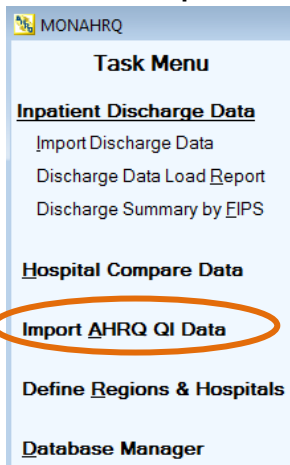 MONAHRQ
Task Menu
Inpatient Discharge Data
Import Discharge Data
Discharge Data Load Report
Discharge Summary by FIPS
Hospital Compare Data
Import AHRQ QI Data
Define Regions & Hospitals
Database Manager